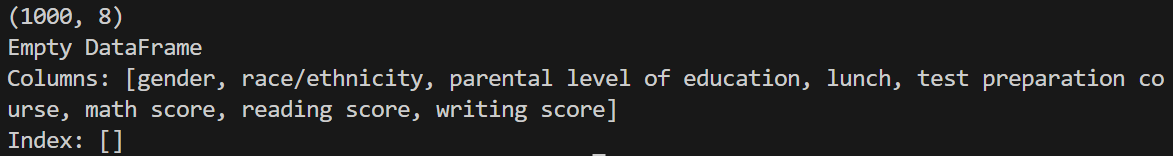 (1000, 8)
Empty DataFrame
Columns: [gender, race/ethnicity, parental level of education, lunch, test preparation co
urse, math score, reading score, writing score]
Index: []